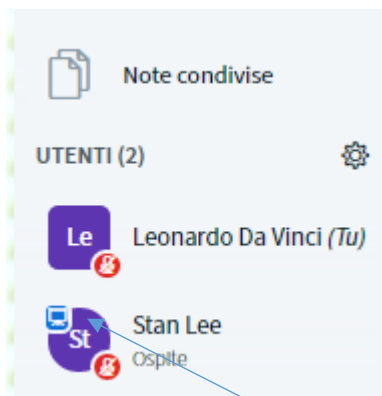 Note condivise
UTENTI (2)
Le
Leonardo Da Vinci (Tu)
St
Stan Lee
Ospite